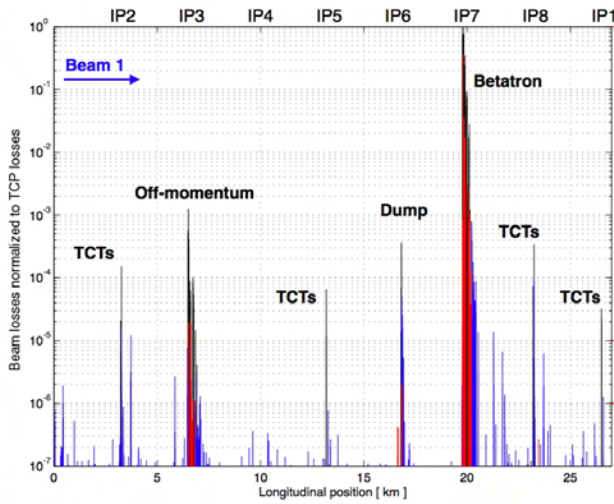 IP2 IP3 IP4 IP5 IP6 IP7 IP8 IP1
10^0
Beam 1
Betatron
10^-1
10^-2
Off-momentum
10^-3
Dump
TCTs
TCTs
10^-4
TCTs
TCTs
10^-5
10^-6
10^-7
0 5 10 15 20 25
Beam losses normalized to TCP losses
Longitudinal position [ km ]